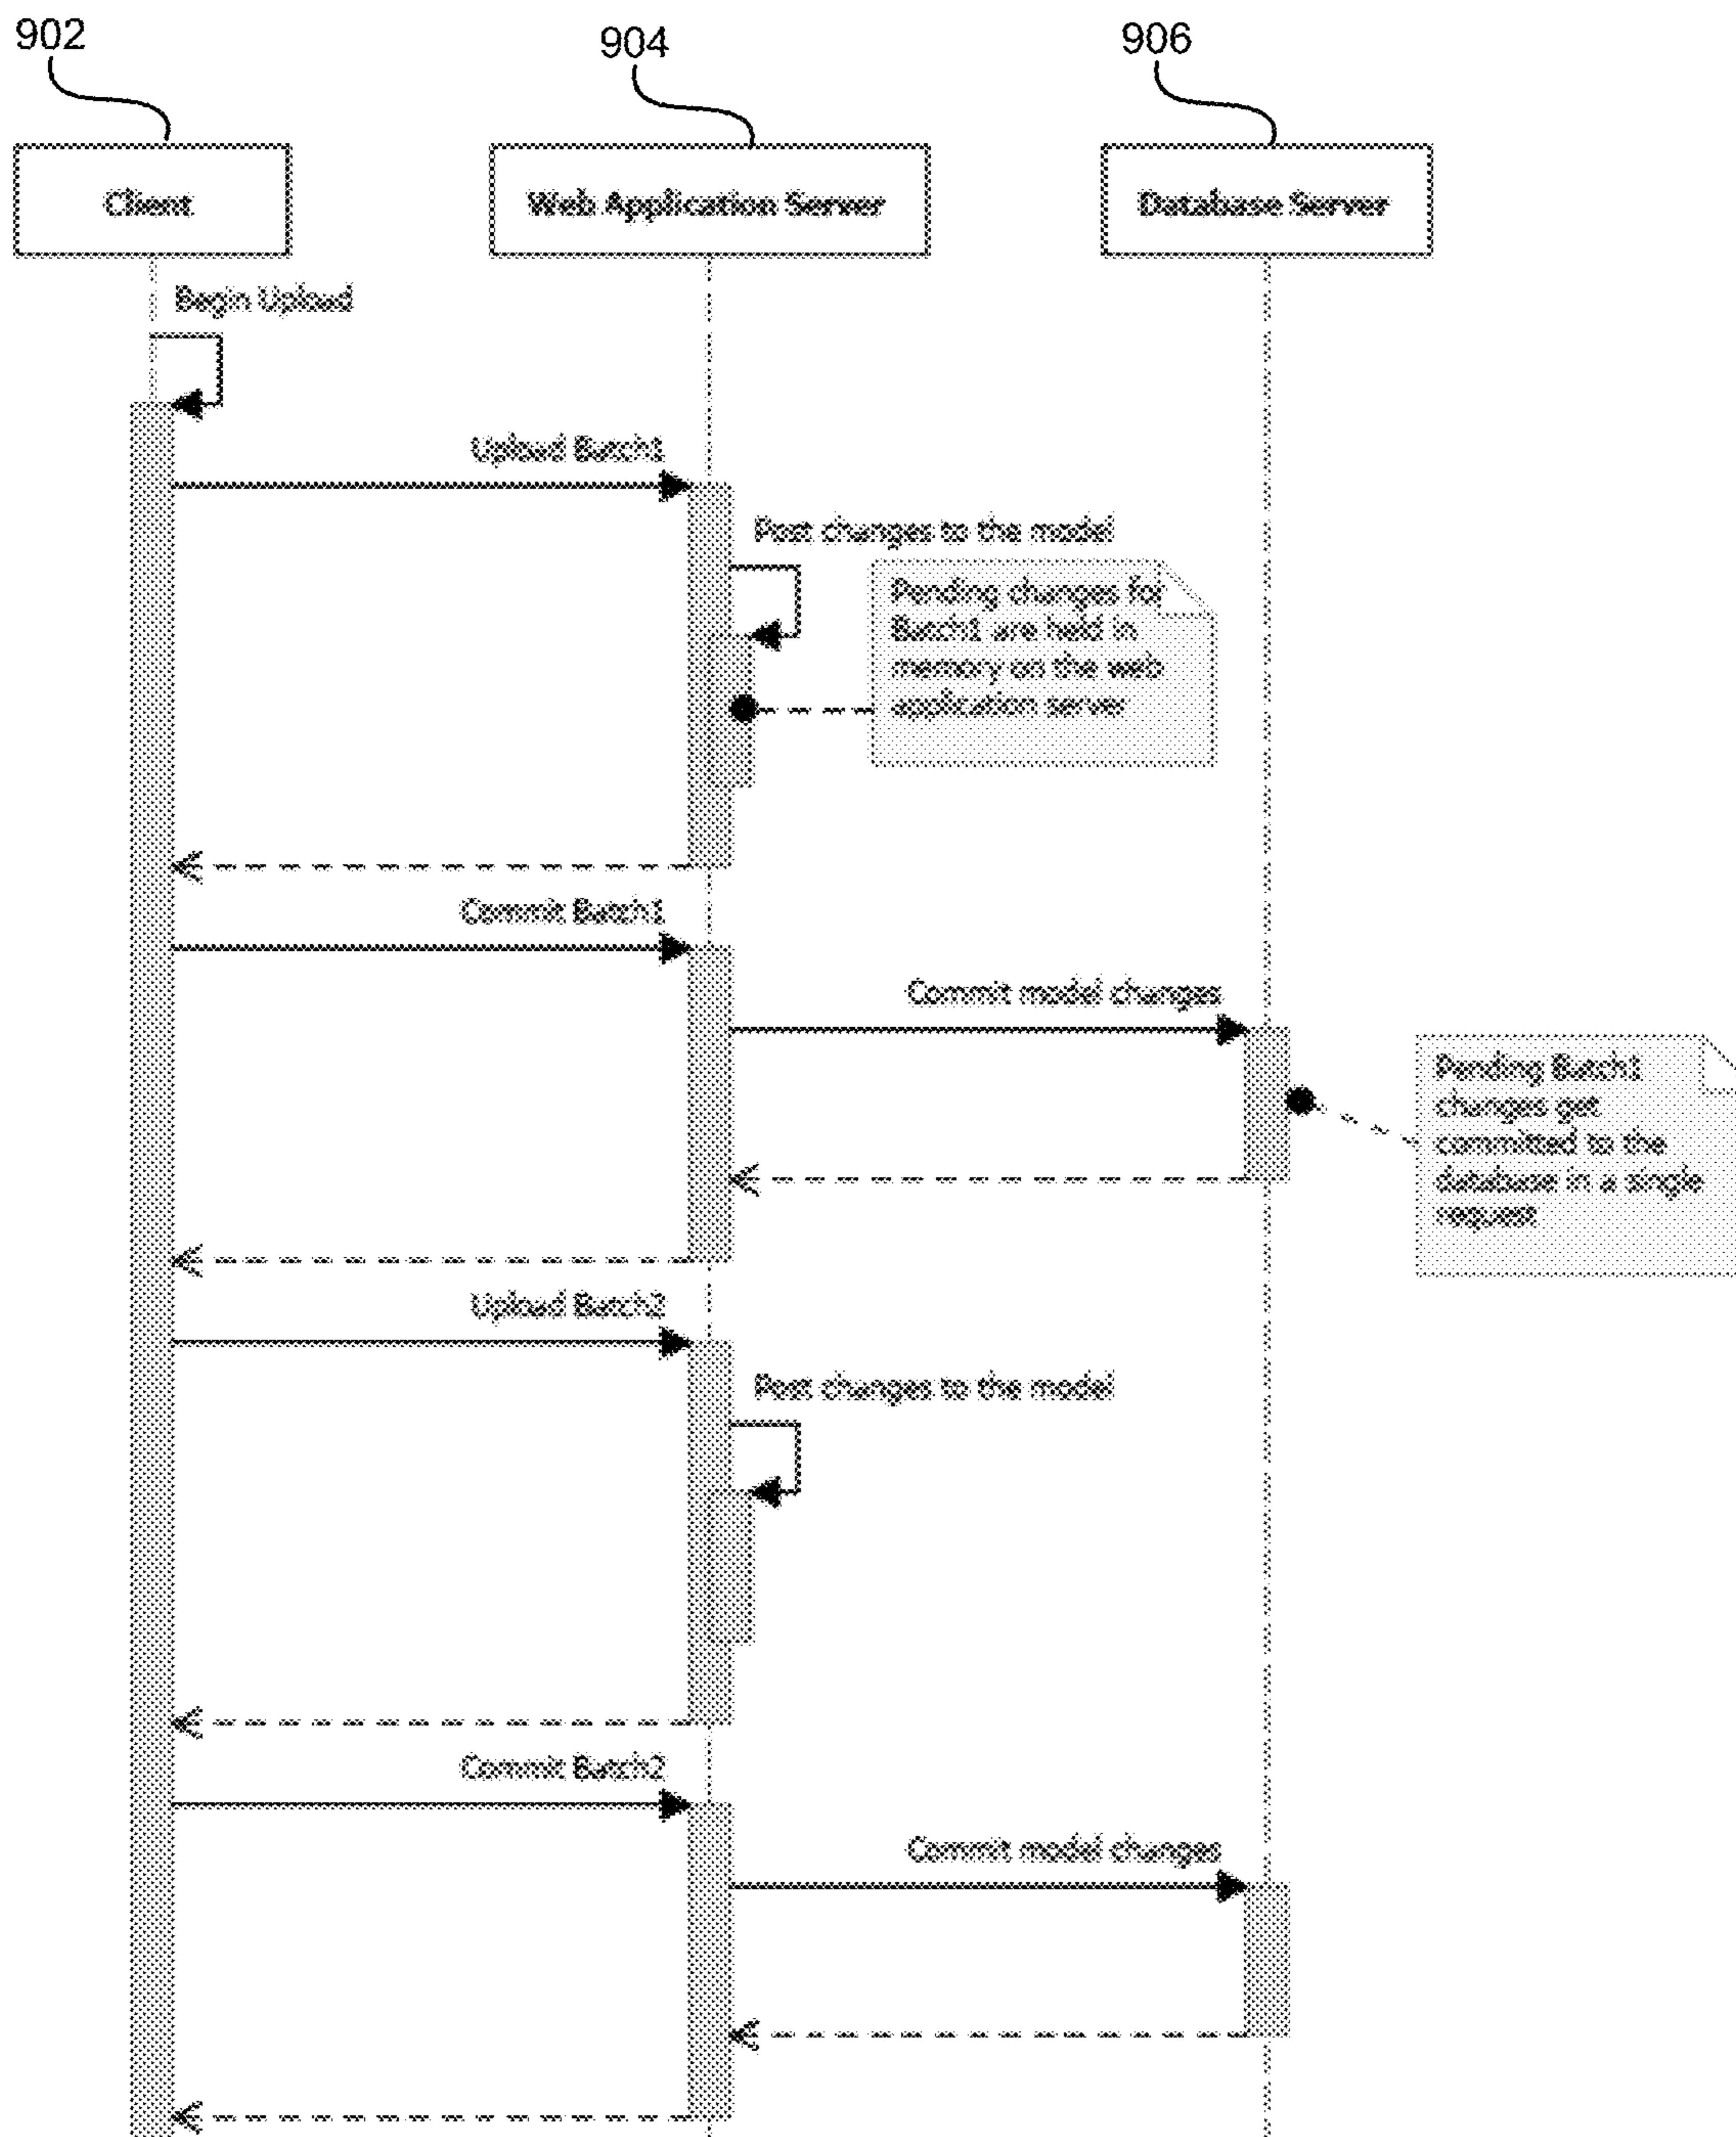 902
904
906
Client
Web Application Server
Database Server
Begin Upload
Upload Batch1
Post changes to the model
Pending changes for
Batch1 are held in
memory on the web
application server
Commit Batch1
Commit model changes
Pending Batch1
changes get
committed to the
database in a single
request
Upload Batch2
Post changes to the model
Commit Batch2
Commit model changes